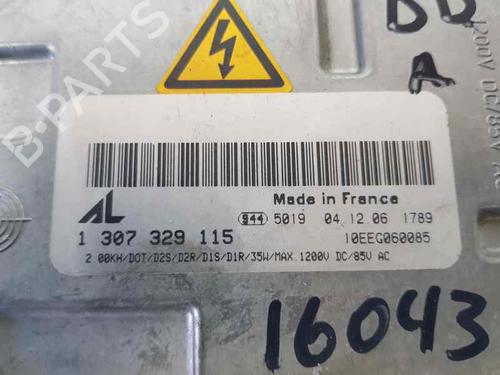 BB
A
1200V DC/85V
AL
Made in France
944 5019 04.12.06 1789
1 307 329 115
10EEG060085
2.00KH/DOT/D2S/D2R/D1S/D1R/35W/MAX.1200V DC/85V AC
16043
B-PARTS